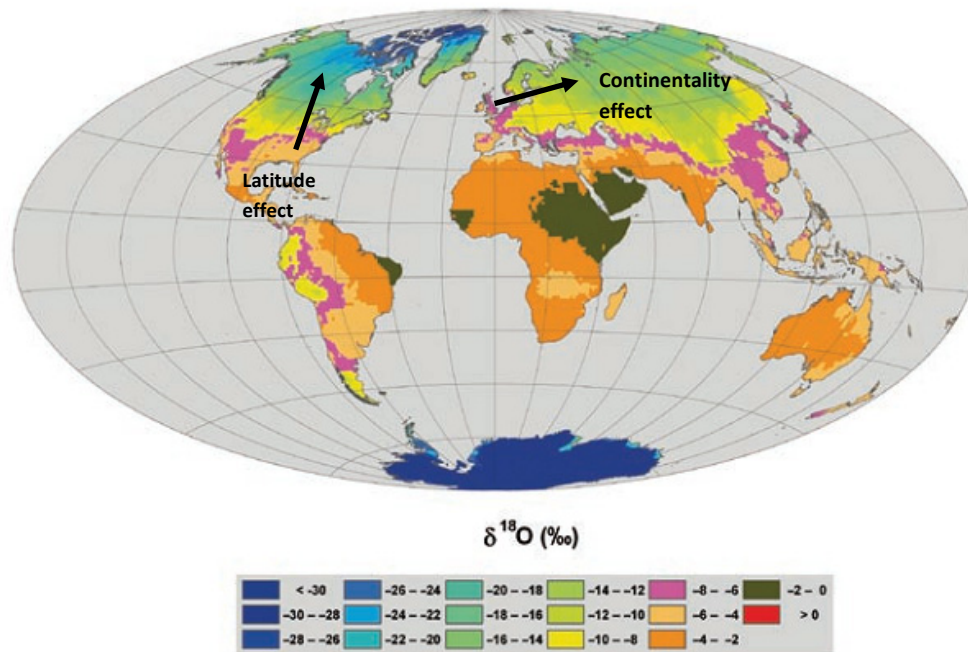 Continentality
effect
Latitude
effect
δ ¹⁸O (‰)
< -30 –26 – –24 –20 – –18 –14 – –12 –8 – –6 –2 – 0
–30 – –28 –24 – –22 –18 – –16 –12 – –10 –6 – –4 > 0
–28 – –26 –22 – –20 –16 – –14 –10 – –8 –4 – –2